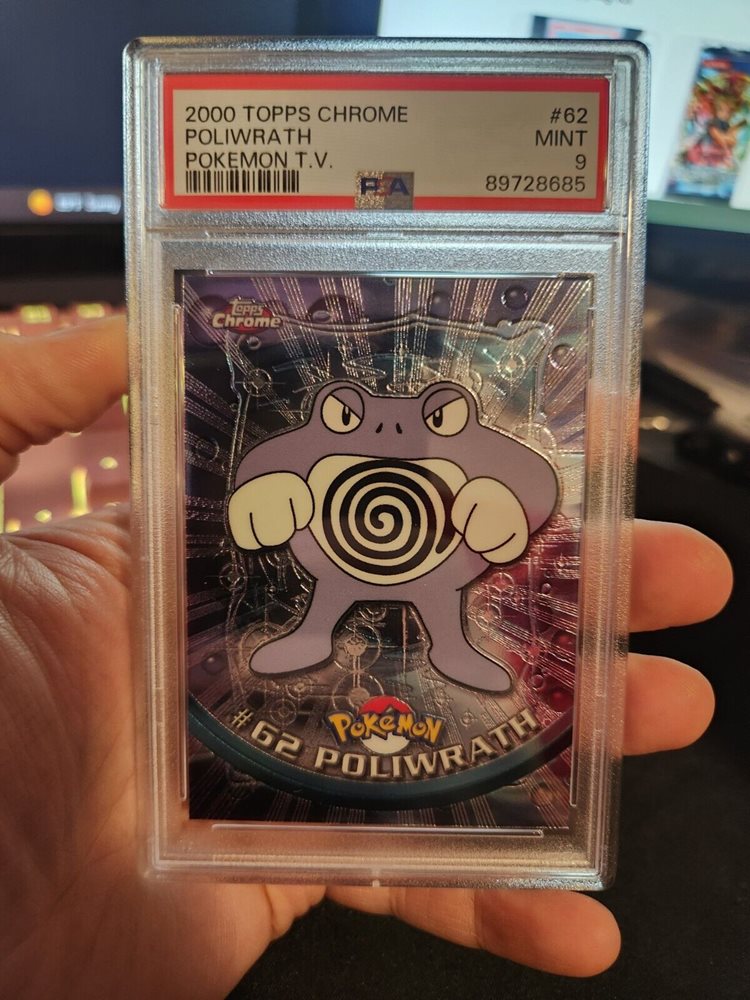 2000 TOPPS CHROME #62
POLIWRATH MINT
POKEMON T.V. 9
PSA 89728685
Topps
Chrome
POKéMON
#62 POLIWRATH